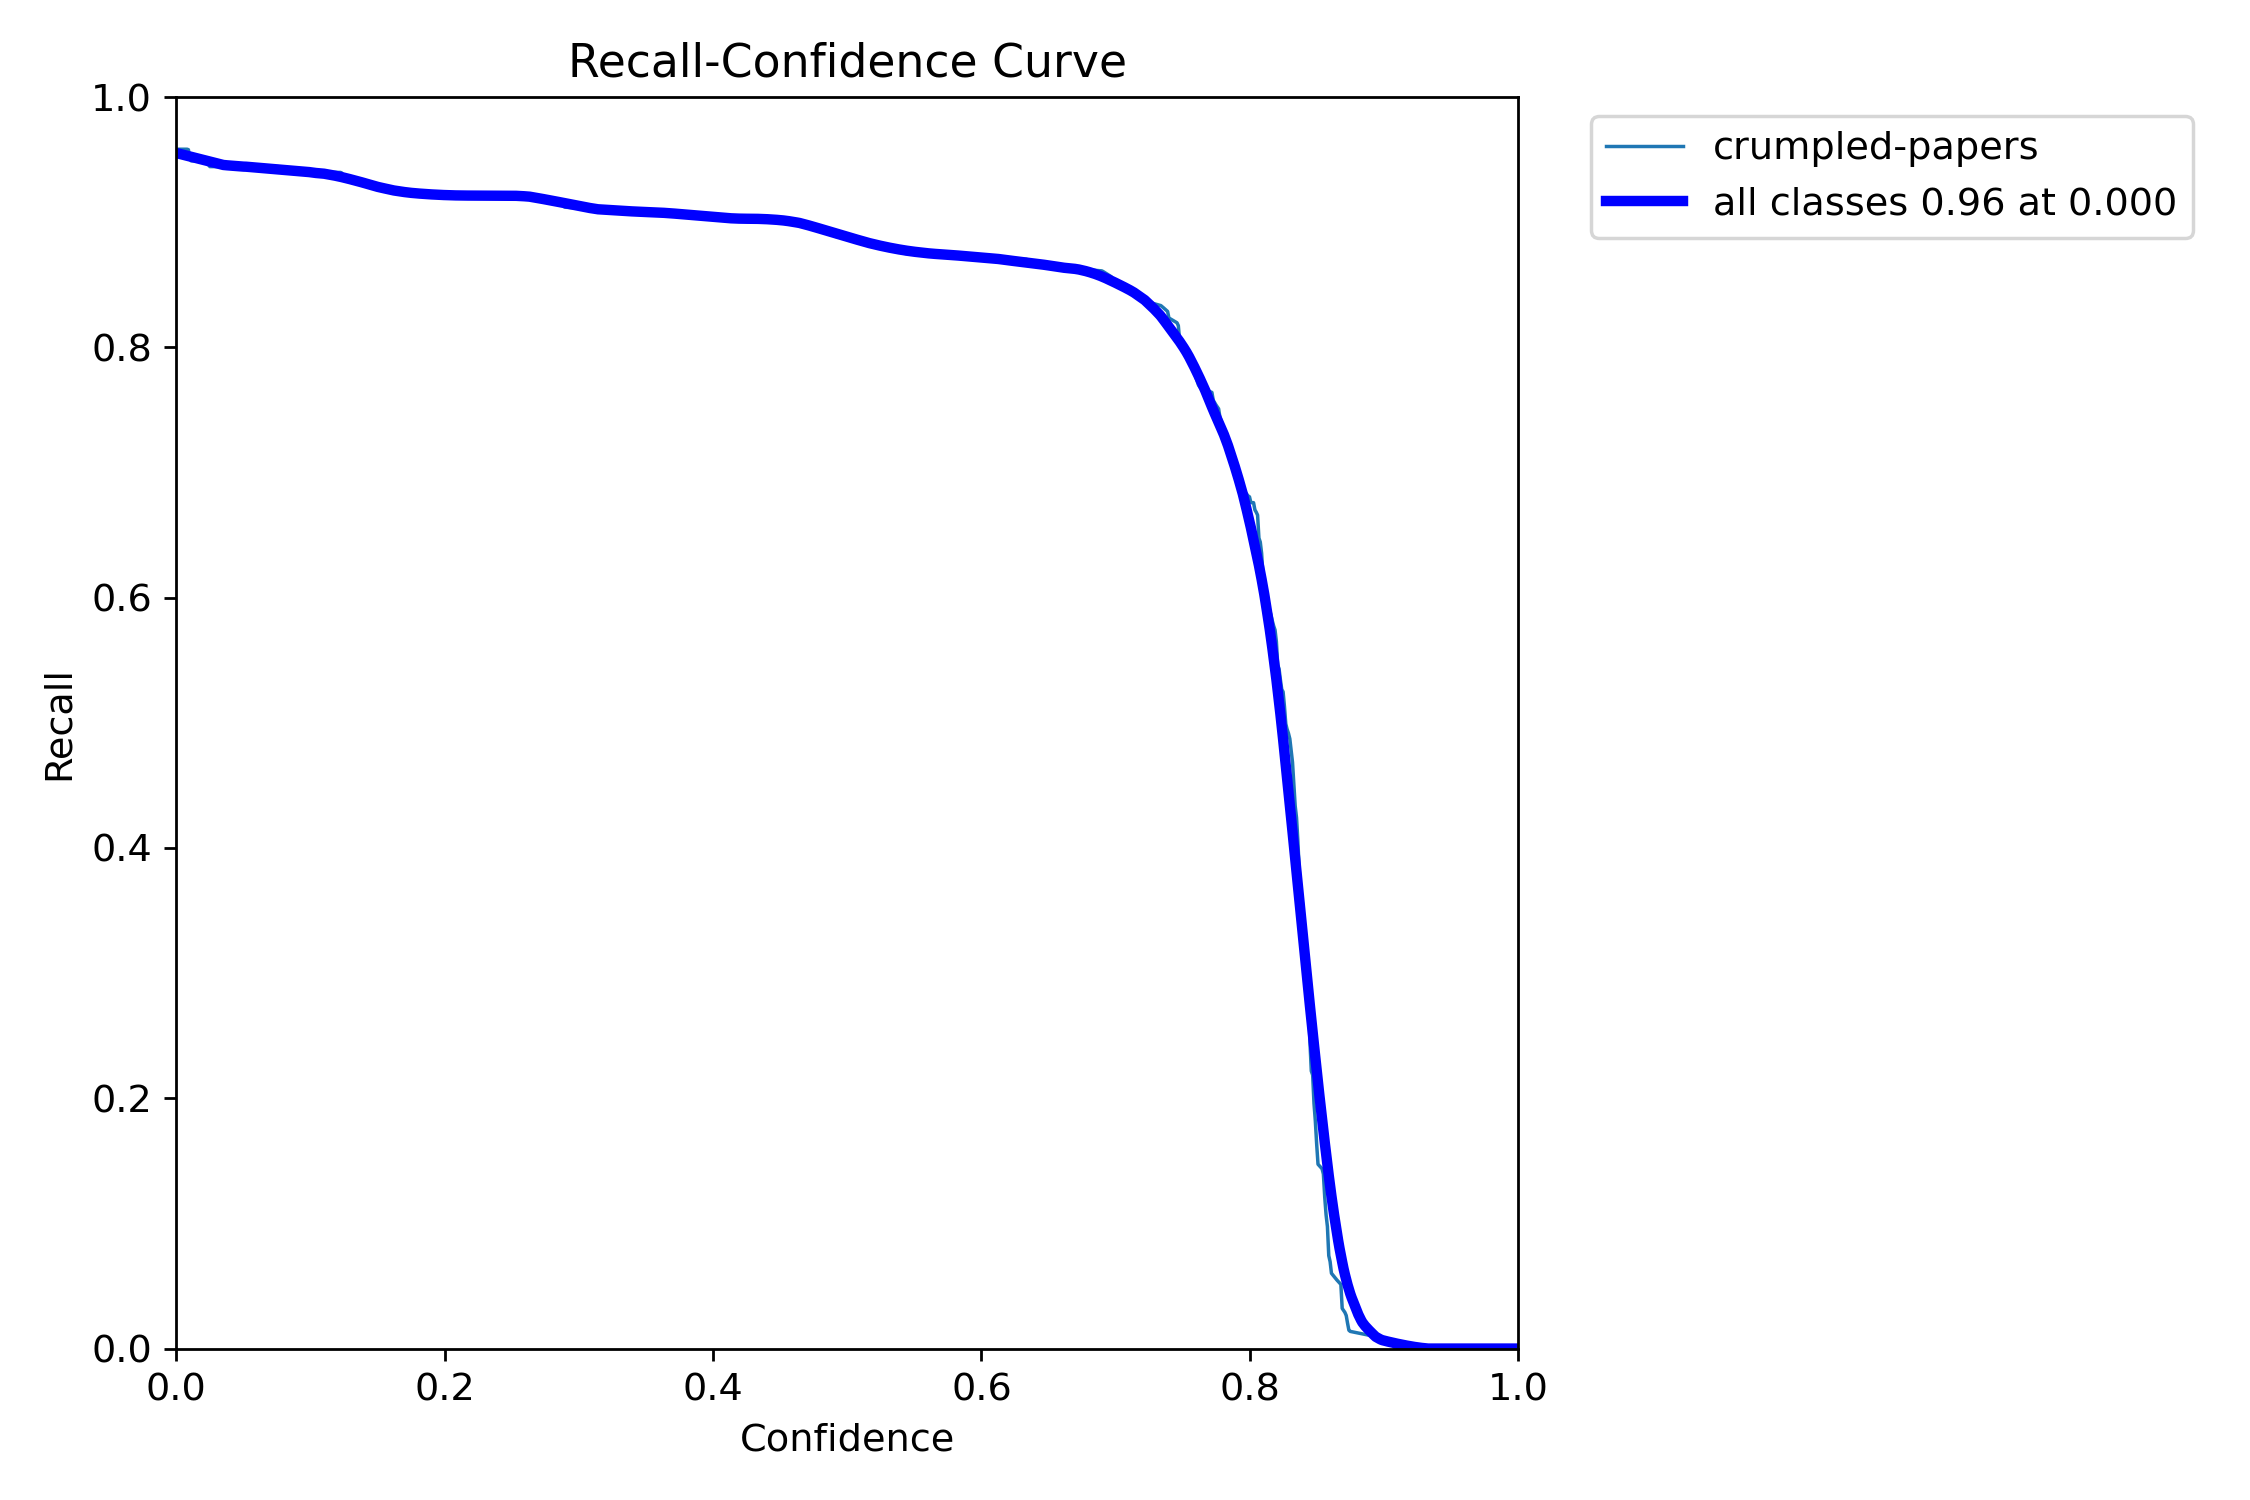 Recall-Confidence Curve
crumpled-papers
all classes 0.96 at 0.000
1.0
0.8
0.6
0.4
0.2
0.0
Recall
0.0 0.2 0.4 0.6 0.8 1.0
Confidence